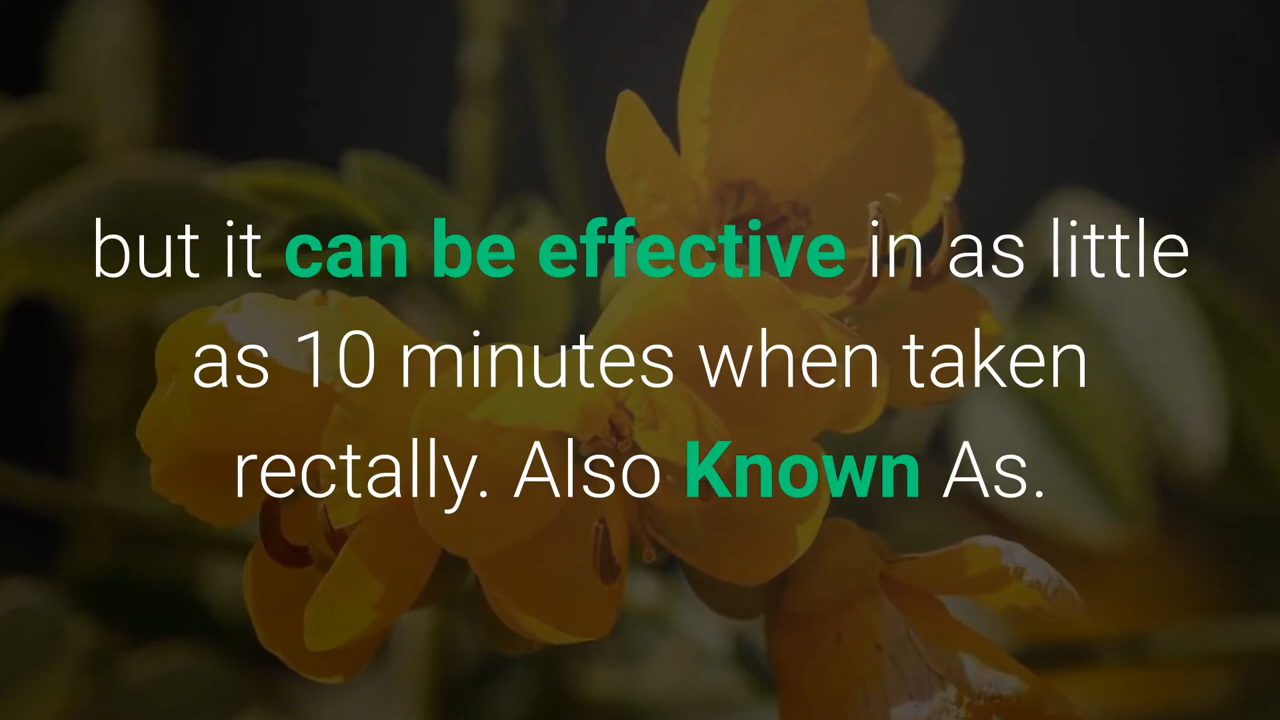 but it can be effective in as little
as 10 minutes when taken
rectally. Also Known As.